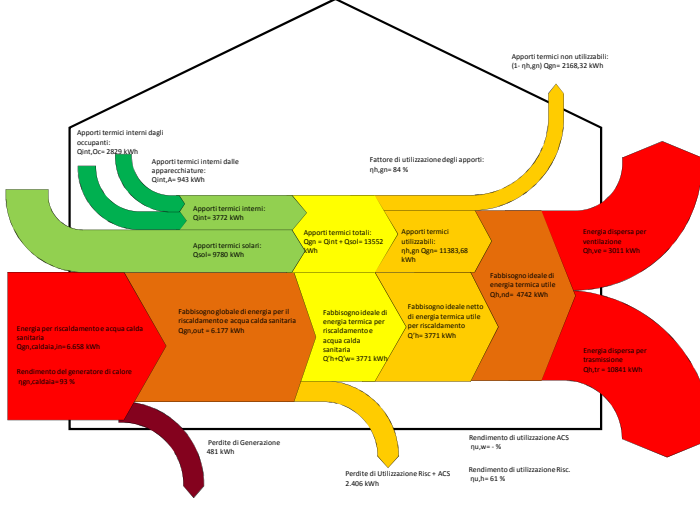 Apporti termici non utilizzabili:
(1- ηh,gn) Qgn= 2168,32 kWh
Apporti termici interni dagli
occupanti:
Qint,Oc= 2829 kWh
Apporti termici interni dalle
apparecchiature:
Qint,A= 943 kWh
Fattore di utilizzazione degli apporti:
ηh,gn= 84 %
Apporti termici interni:
Qint= 3772 kWh
Apporti termici solari:
Qsol= 9780 kWh
Apporti termici totali:
Qgn = Qint + Qsol= 13552
kWh
Apporti termici
utilizzabili:
ηh,gn Qgn= 11383,68
kWh
Energia dispersa per
ventilazione
Qh,ve= 3011 kWh
Fabbisogno ideale di
energia termica utile
Qh,nd= 4742 kWh
Fabbisogno globale di energia per il
riscaldamento e acqua calda sanitaria
Qgn,out = 6.177 kWh
Fabbisogno ideale di
energia termica per
riscaldamento e
acqua calda
sanitaria
Q'h+Q'w= 3771 kWh
Fabbisogno ideale netto
di energia termica utile
per riscaldamento
Q'h= 3771 kWh
Energia per riscaldamento e acqua calda
sanitaria
Qgn,caldaia,in= 6.658 kWh
Rendimento del generatore di calore
ηgn,caldaia= 93 %
Energia dispersa per
trasmissione
Perdite di Generazione
481 kWh
Perdite di Utilizzazione Risc + ACS
2.406 kWh
Rendimento di utilizzazione ACS
ηu,w= - %
Rendimento di utilizzazione Risc.
ηu,h= 61 %